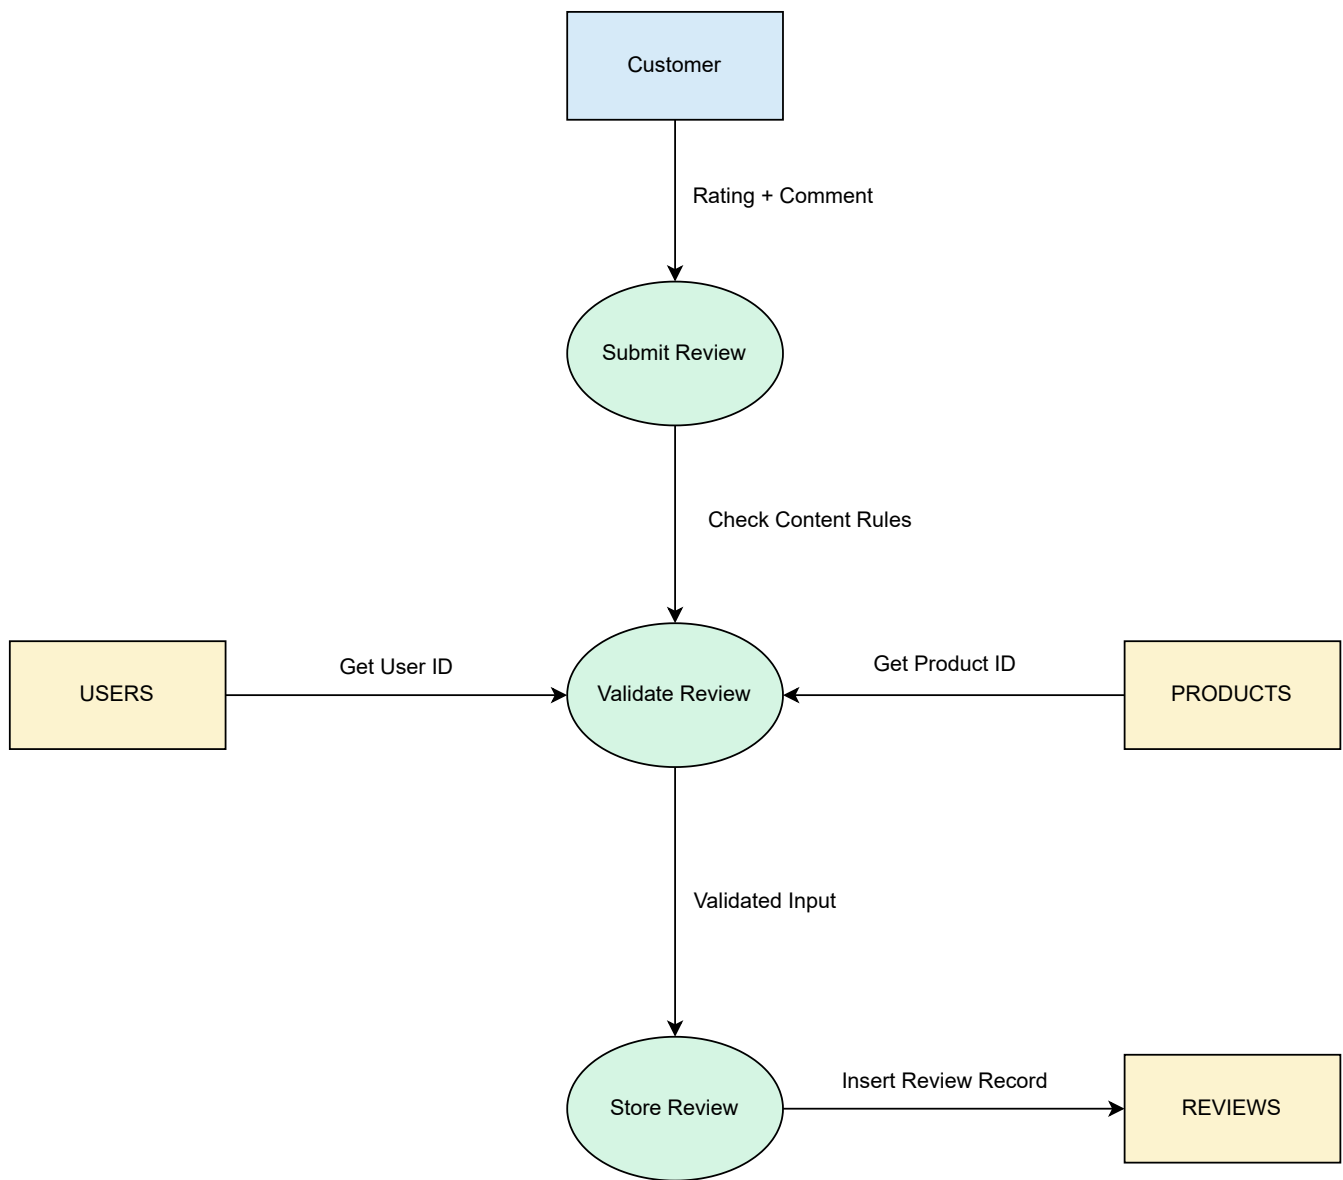 Customer
Rating + Comment
Submit Review
Check Content Rules
Get User ID
Get Product ID
USERS
Validate Review
PRODUCTS
Validated Input
Insert Review Record
Store Review
REVIEWS